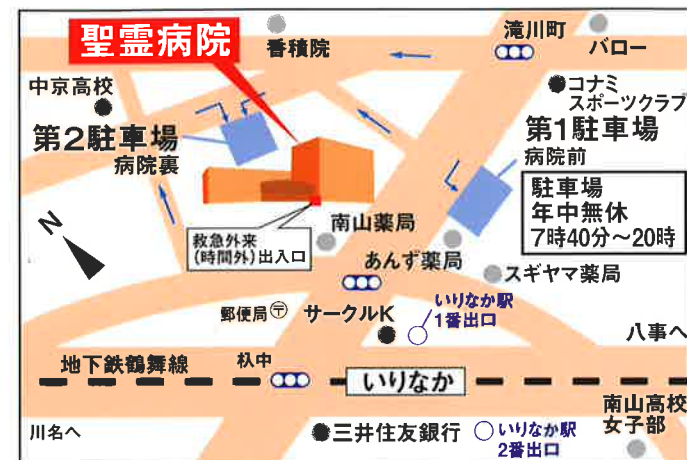 聖霊病院
香積院
滝川町
バロー
中京高校
コナミ
スポーツクラブ
第2駐車場
病院裏
第1駐車場
病院前
駐車場
年中無休
7時40分～20時
N
救急外来
(時間外)出入口
南山薬局
あんず薬局
スギヤマ薬局
郵便局〒
サークルK
いりなか駅
1番出口
八事へ
地下鉄鶴舞線
杁中
いりなか
川名へ
三井住友銀行
いりなか駅
2番出口
南山高校
女子部